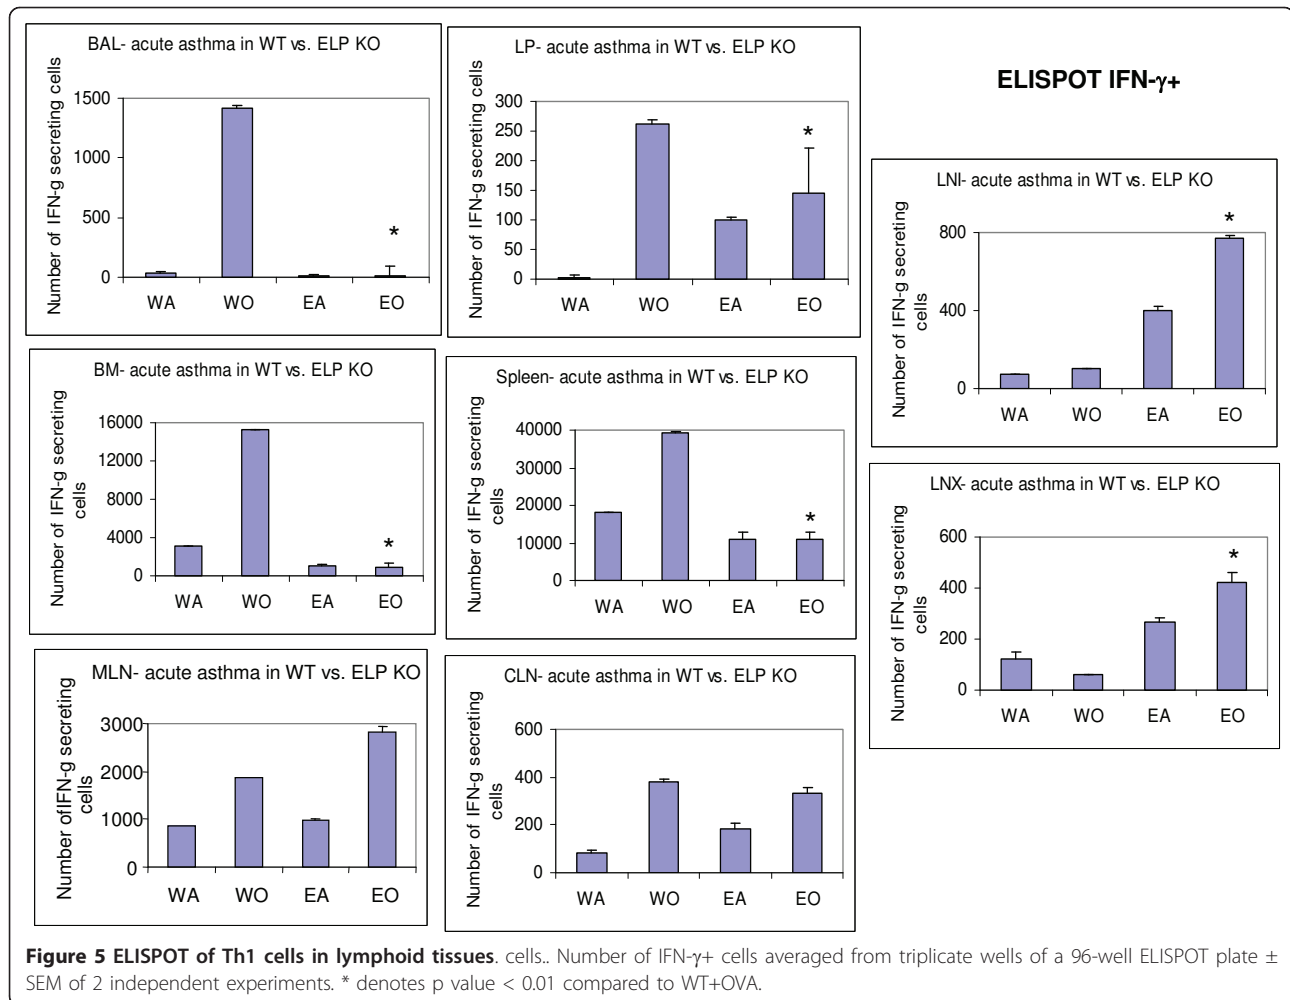 BAL- acute asthma in WT vs. ELP KO
Number of IFN-g secreting cells
1500
1000
500
0
*
WA WO EA EO
LP- acute asthma in WT vs. ELP KO
Number of IFN-g secreting cells
300
250
200
150
100
50
0
*
WA WO EA EO
ELISPOT IFN-γ+
LNI- acute asthma in WT vs. ELP KO
Number of IFN-g secreting
cells
800
400
0
*
WA WO EA EO
BM- acute asthma in WT vs. ELP KO
Number of IFN-g secreting
cells
16000
12000
8000
4000
0
*
WA WO EA EO
Spleen- acute asthma in WT vs. ELP KO
Number of IFN-g secreting
cells
40000
30000
20000
10000
0
*
WA WO EA EO
LNX- acute asthma in WT vs. ELP KO
Number of IFN-g secreting
cells
600
400
200
0
*
WA WO EA EO
MLN- acute asthma in WT vs. ELP KO
Number of IFN-g secreting
cells
3000
2000
1000
0
WA WO EA EO
CLN- acute asthma in WT vs. ELP KO
Number of IFN-g secreting
cells
600
400
200
0
WA WO EA EO
Figure 5 ELISPOT of Th1 cells in lymphoid tissues. cells.. Number of IFN-γ+ cells averaged from triplicate wells of a 96-well ELISPOT plate ±
SEM of 2 independent experiments. * denotes p value < 0.01 compared to WT+OVA.